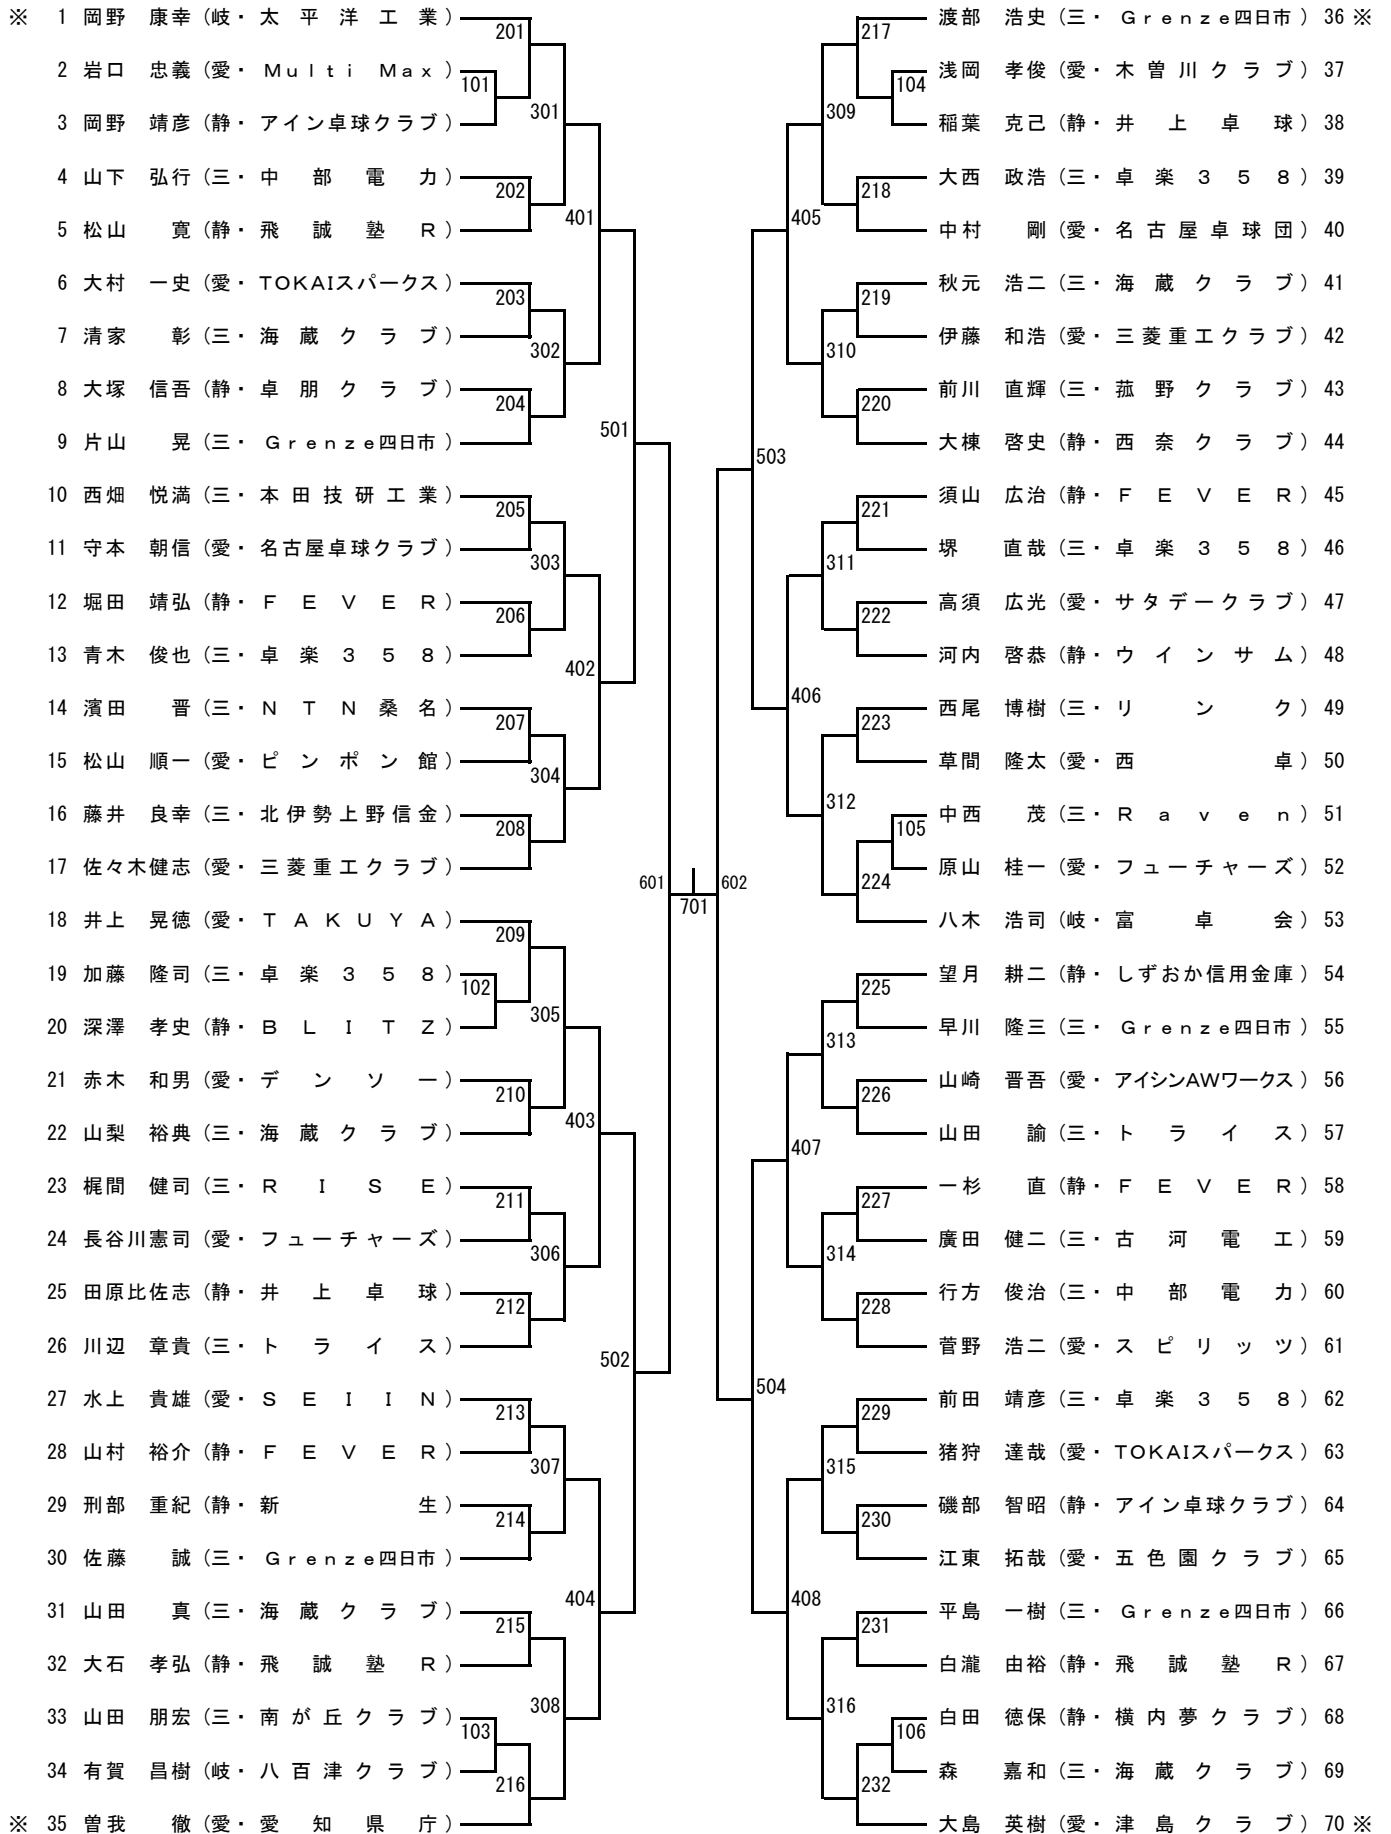 ※ 1 岡野 康幸 (岐・太平洋工業)
2 岩口 忠義 (愛・Multi Max)
3 岡野 靖彦 (静・アイン卓球クラブ)
4 山下 弘行 (三・中部電力)
5 松山 寛 (静・飛誠塾R)
6 大村 一史 (愛・TOKAIスパークス)
7 清家 彰 (三・海蔵クラブ)
8 大塚 信吾 (静・卓朋クラブ)
9 片山 晃 (三・Grenze四日市)
10 西畑 悦満 (三・本田技研工業)
11 守本 朝信 (愛・名古屋卓球クラブ)
12 堀田 靖弘 (静・FEVER)
13 青木 俊也 (三・卓楽358)
14 濱田 晋 (三・NTN桑名)
15 松山 順一 (愛・ピンポン館)
16 藤井 良幸 (三・北伊勢上野信金)
17 佐々木健志 (愛・三菱重工クラブ)
18 井上 晃徳 (愛・TAKUYA)
19 加藤 隆司 (三・卓楽358)
20 深澤 孝史 (静・BLITZ)
21 赤木 和男 (愛・デンソー)
22 山梨 裕典 (三・海蔵クラブ)
23 梶間 健司 (三・RISE)
24 長谷川憲司 (愛・フューチャーズ)
25 田原比佐志 (静・井上卓球)
26 川辺 章貴 (三・トライス)
27 水上 貴雄 (愛・SEIIN)
28 山村 裕介 (静・FEVER)
29 刑部 重紀 (静・新生)
30 佐藤 誠 (三・Grenze四日市)
31 山田 真 (三・海蔵クラブ)
32 大石 孝弘 (静・飛誠塾R)
33 山田 朋宏 (三・南が丘クラブ)
34 有賀 昌樹 (岐・八百津クラブ)
※ 35 曽我 徹 (愛・愛知県庁)
101
102
103
201
202
203
204
205
206
207
208
209
210
211
212
213
214
215
216
301
302
303
304
305
306
307
308
401
402
403
404
501
502
601
701
602
503
504
405
406
407
408
309
310
311
312
313
314
315
316
217
218
219
220
221
222
223
224
225
226
227
228
229
230
231
232
104
105
106
渡部 浩史 (三・Grenze四日市) 36 ※
浅岡 孝俊 (愛・木曽川クラブ) 37
稲葉 克己 (静・井上卓球) 38
大西 政浩 (三・卓楽358) 39
中村 剛 (愛・名古屋卓球団) 40
秋元 浩二 (三・海蔵クラブ) 41
伊藤 和浩 (愛・三菱重工クラブ) 42
前川 直輝 (三・菰野クラブ) 43
大棟 啓史 (静・西奈クラブ) 44
須山 広治 (静・FEVER) 45
堺 直哉 (三・卓楽358) 46
高須 広光 (愛・サタデークラブ) 47
河内 啓恭 (静・ウインサム) 48
西尾 博樹 (三・リンク) 49
草間 隆太 (愛・西卓) 50
中西 茂 (三・Raven) 51
原山 桂一 (愛・フューチャーズ) 52
八木 浩司 (岐・富卓会) 53
望月 耕二 (静・しずおか信用金庫) 54
早川 隆三 (三・Grenze四日市) 55
山崎 晋吾 (愛・アイシンAWワークス) 56
山田 諭 (三・トライス) 57
一杉 直 (静・FEVER) 58
廣田 健二 (三・古河電工) 59
行方 俊治 (三・中部電力) 60
菅野 浩二 (愛・スピリッツ) 61
前田 靖彦 (三・卓楽358) 62
猪狩 達哉 (愛・TOKAIスパークス) 63
磯部 智昭 (静・アイン卓球クラブ) 64
江東 拓哉 (愛・五色園クラブ) 65
平島 一樹 (三・Grenze四日市) 66
白瀧 由裕 (静・飛誠塾R) 67
白田 徳保 (静・横内夢クラブ) 68
森 嘉和 (三・海蔵クラブ) 69
大島 英樹 (愛・津島クラブ) 70 ※